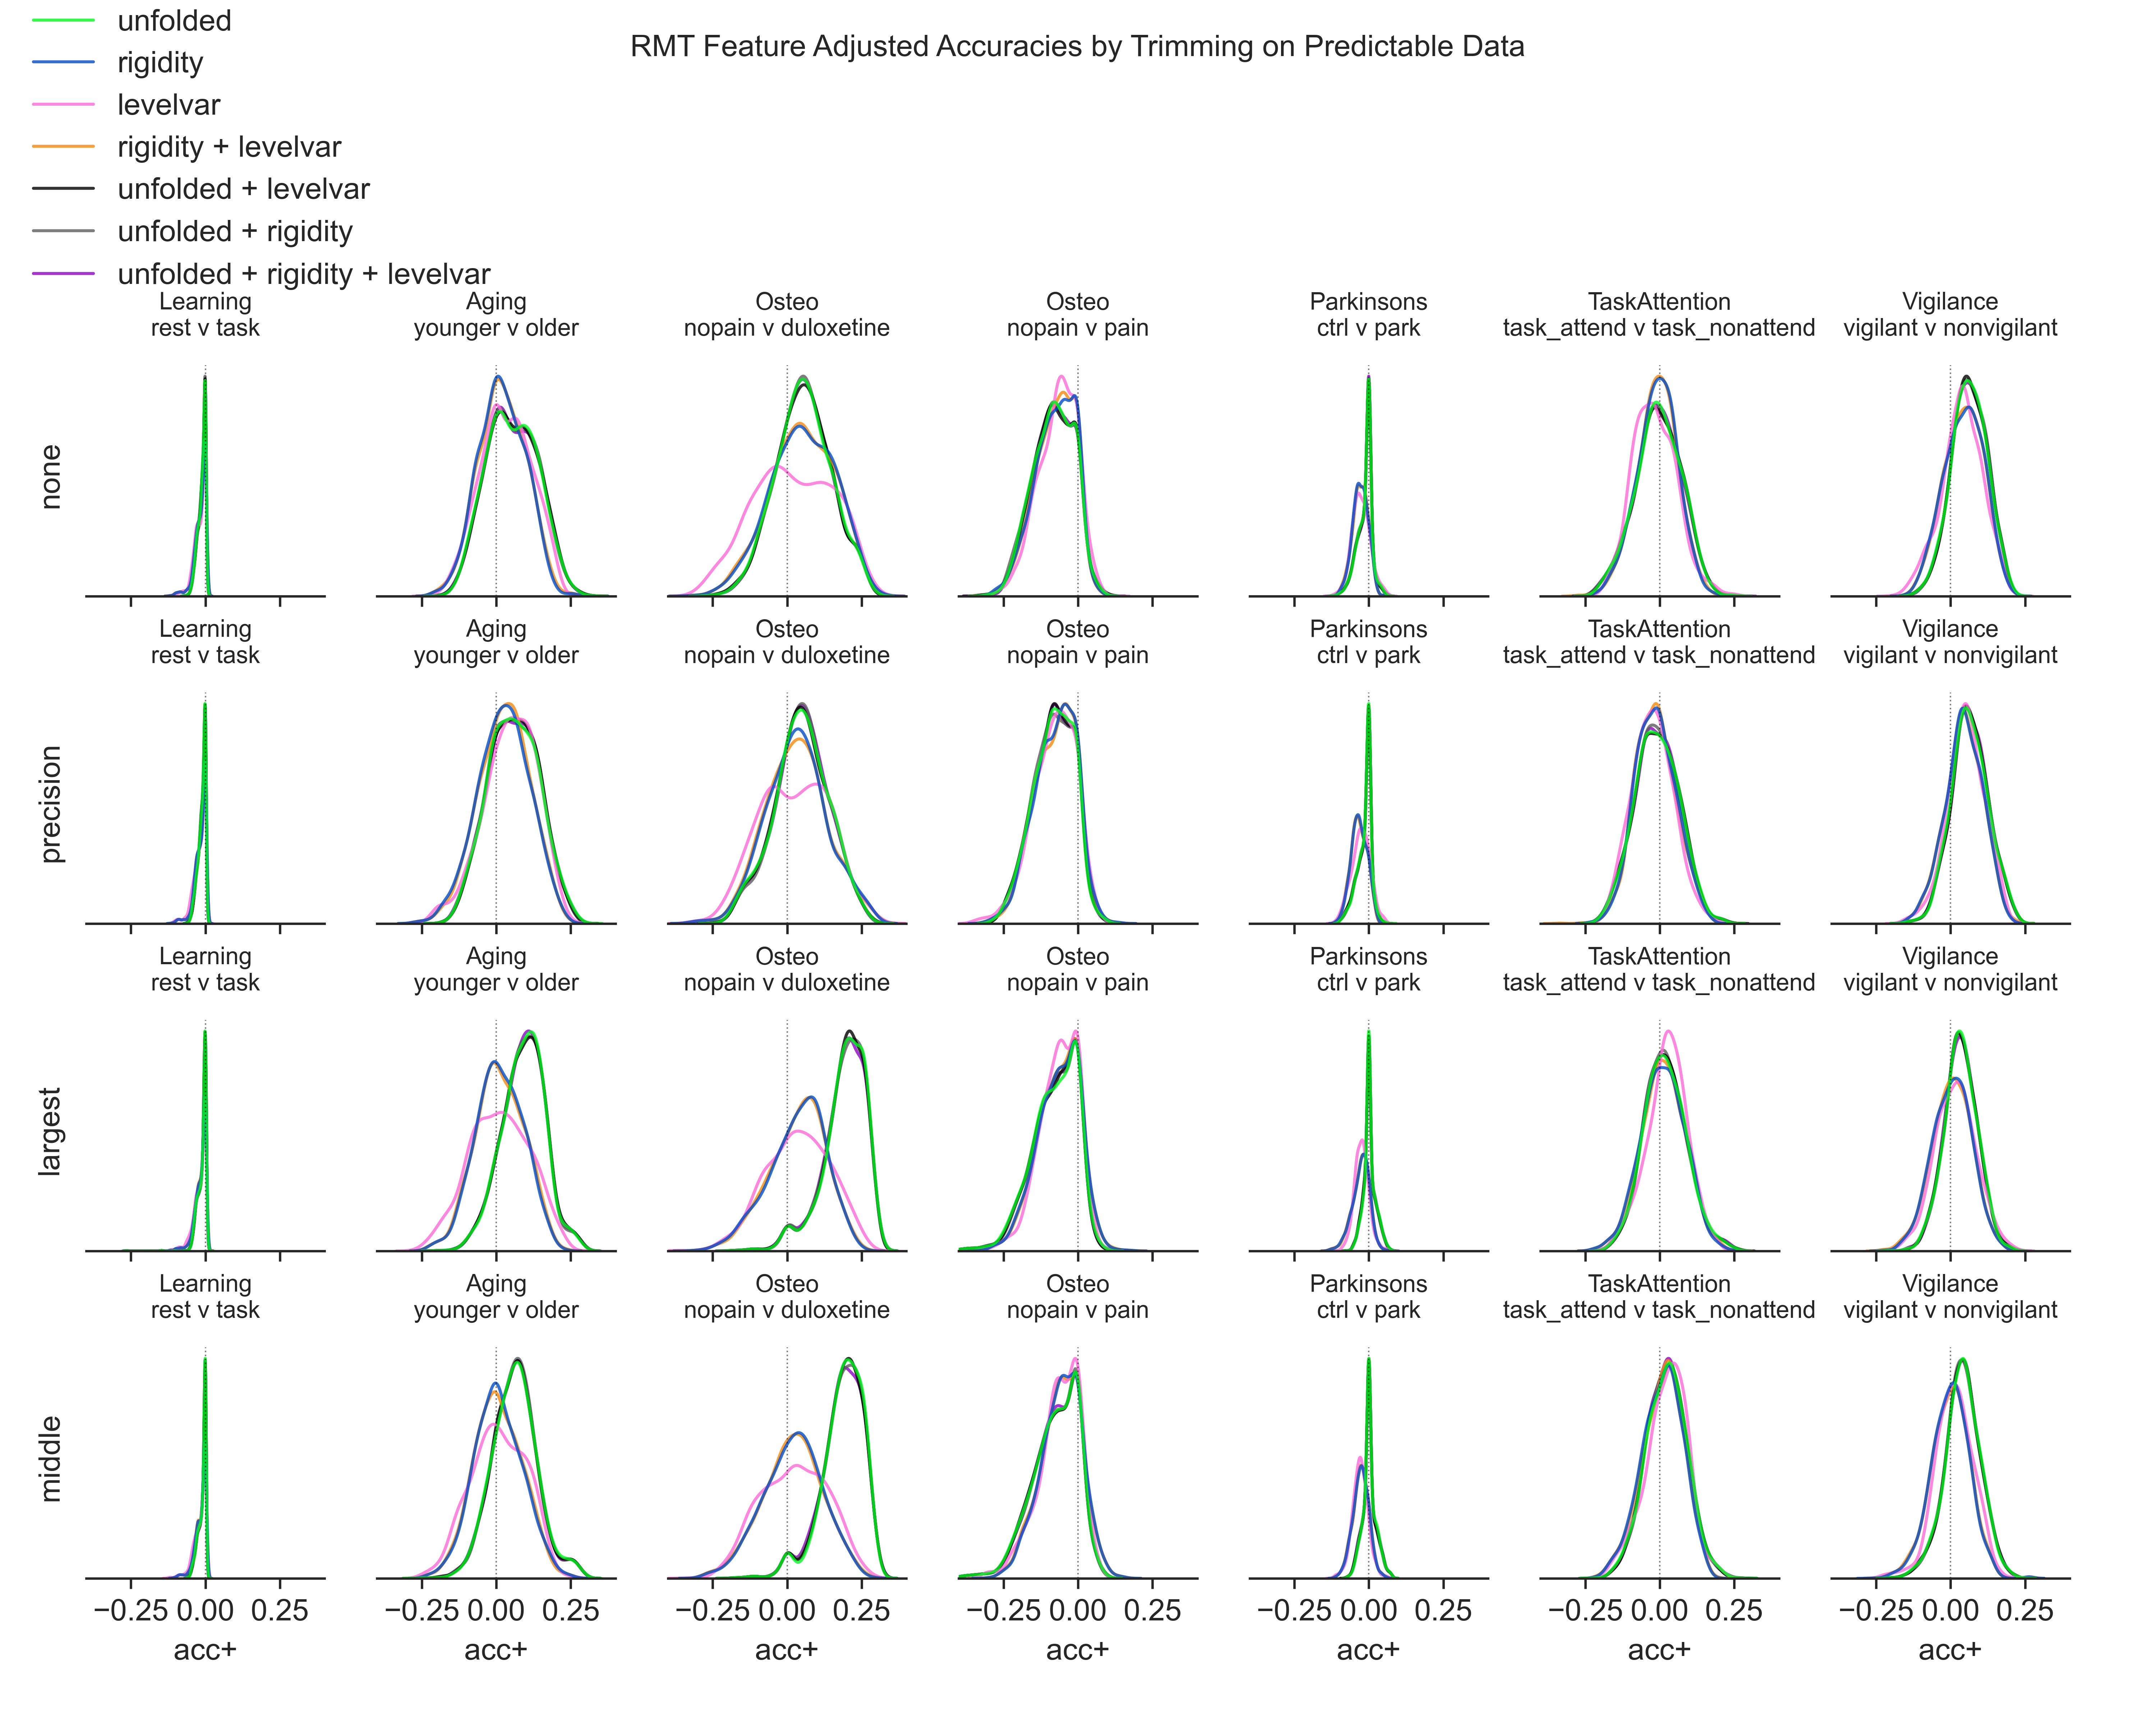 unfolded
rigidity
levelvar
rigidity + levelvar
unfolded + levelvar
unfolded + rigidity
unfolded + rigidity + levelvar
RMT Feature Adjusted Accuracies by Trimming on Predictable Data
none
Learning
rest v task
Aging
younger v older
Osteo
nopain v duloxetine
Osteo
nopain v pain
Parkinsons
ctrl v park
TaskAttention
task_attend v task_nonattend
Vigilance
vigilant v nonvigilant
precision
Learning
rest v task
Aging
younger v older
Osteo
nopain v duloxetine
Osteo
nopain v pain
Parkinsons
ctrl v park
TaskAttention
task_attend v task_nonattend
Vigilance
vigilant v nonvigilant
largest
Learning
rest v task
Aging
younger v older
Osteo
nopain v duloxetine
Osteo
nopain v pain
Parkinsons
ctrl v park
TaskAttention
task_attend v task_nonattend
Vigilance
vigilant v nonvigilant
middle
Learning
rest v task
Aging
younger v older
Osteo
nopain v duloxetine
Osteo
nopain v pain
Parkinsons
ctrl v park
TaskAttention
task_attend v task_nonattend
Vigilance
vigilant v nonvigilant
−0.25 0.00 0.25
−0.25 0.00 0.25
−0.25 0.00 0.25
−0.25 0.00 0.25
−0.25 0.00 0.25
−0.25 0.00 0.25
−0.25 0.00 0.25
acc+
acc+
acc+
acc+
acc+
acc+
acc+